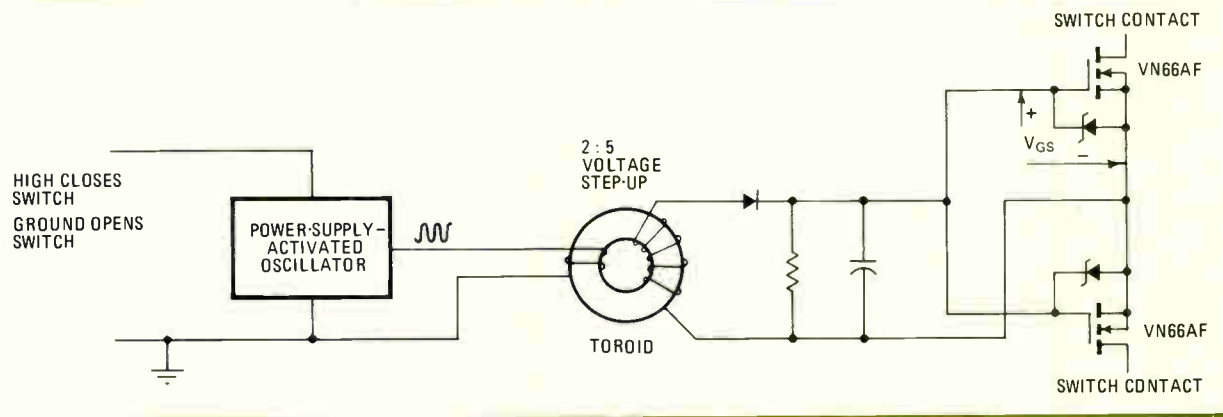 SWITCH CONTACT
VN66AF
+
VGS
−
2:5
VOLTAGE
STEP-UP
HIGH CLOSES
SWITCH
GROUND OPENS
SWITCH
POWER-SUPPLY–
ACTIVATED
OSCILLATOR
TOROID
VN66AF
SWITCH CONTACT